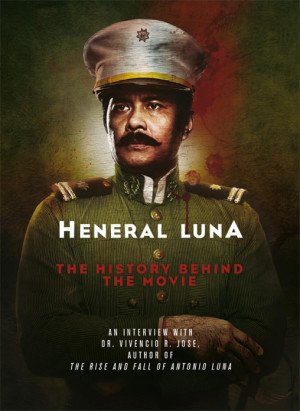 HENERAL LUNA
THE HISTORY BEHIND
THE MOVIE
AN INTERVIEW WITH
DR. VIVENCIO R. JOSE,
AUTHOR OF
THE RISE AND FALL OF ANTONIO LUNA